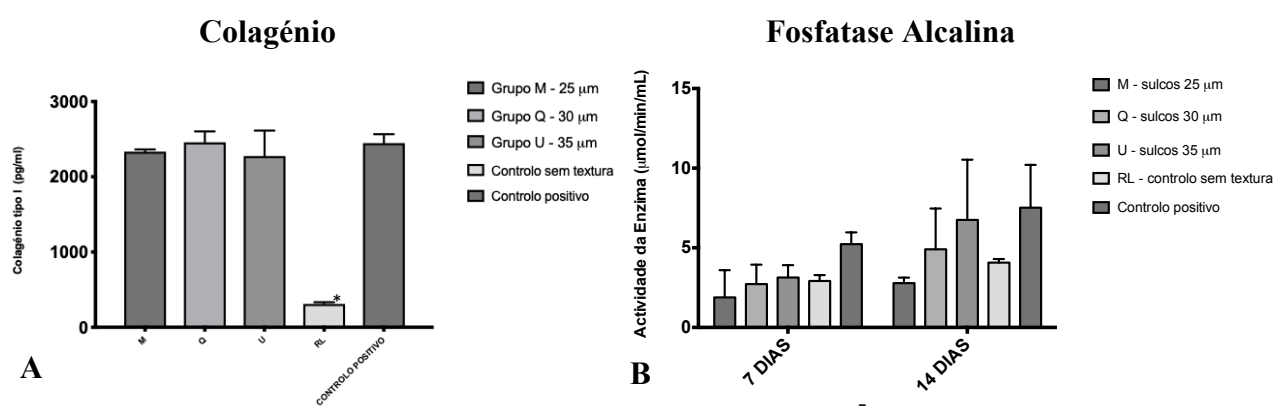 Colagénio
Colagénio tipo I (pg/ml)
3000
2000
1000
0
M
Q
U
RL
CONTROLO POSITIVO
*
Grupo M - 25 μm
Grupo Q - 30 μm
Grupo U - 35 μm
Controlo sem textura
Controlo positivo
A
Fosfatase Alcalina
Actividade da Enzima (μmol/min/mL)
15
10
5
0
7 DIAS
14 DIAS
M - sulcos 25 μm
Q - sulcos 30 μm
U - sulcos 35 μm
RL - controlo sem textura
Controlo positivo
B